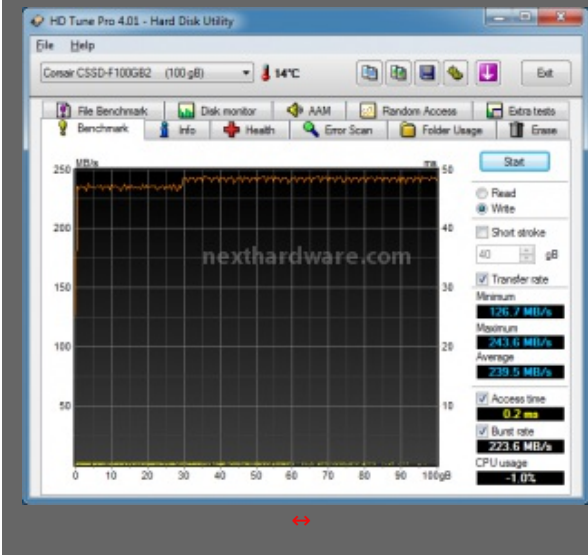 HD Tune Pro 4.01 - Hard Disk Utility
File Help
Corsair CSSD-F100GB2 (100 gB) 14°C Exit
File Benchmark Disk monitor AAM Random Access Extra tests
Benchmark Info Health Error Scan Folder Usage Erase
MB/s ms
250 50
Start
Read
Write
200 40
Short stroke
40 gB
nexthardware.com
Transfer rate
150 30
Minimum
126.7 MB/s
Maximum
243.6 MB/s
100 20
Average
239.5 MB/s
Access time
50 10
0.2 ms
Burst rate
223.6 MB/s
CPU usage
-1.0%
0 10 20 30 40 50 60 70 80 90 100gB